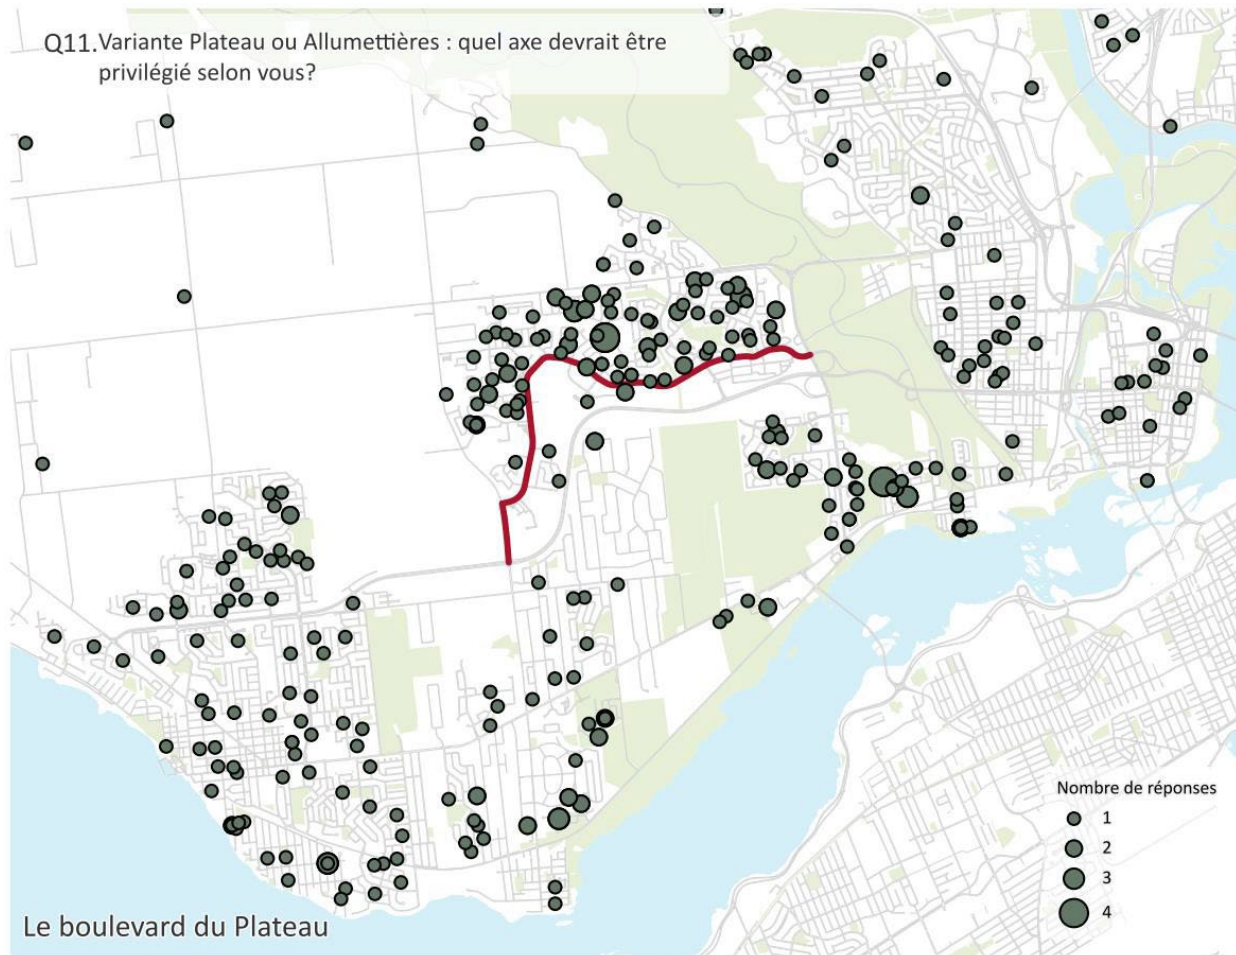 Q11. Variante Plateau ou Allumettières : quel axe devrait être
privilégié selon vous?
Nombre de réponses
1
2
3
4
Le boulevard du Plateau